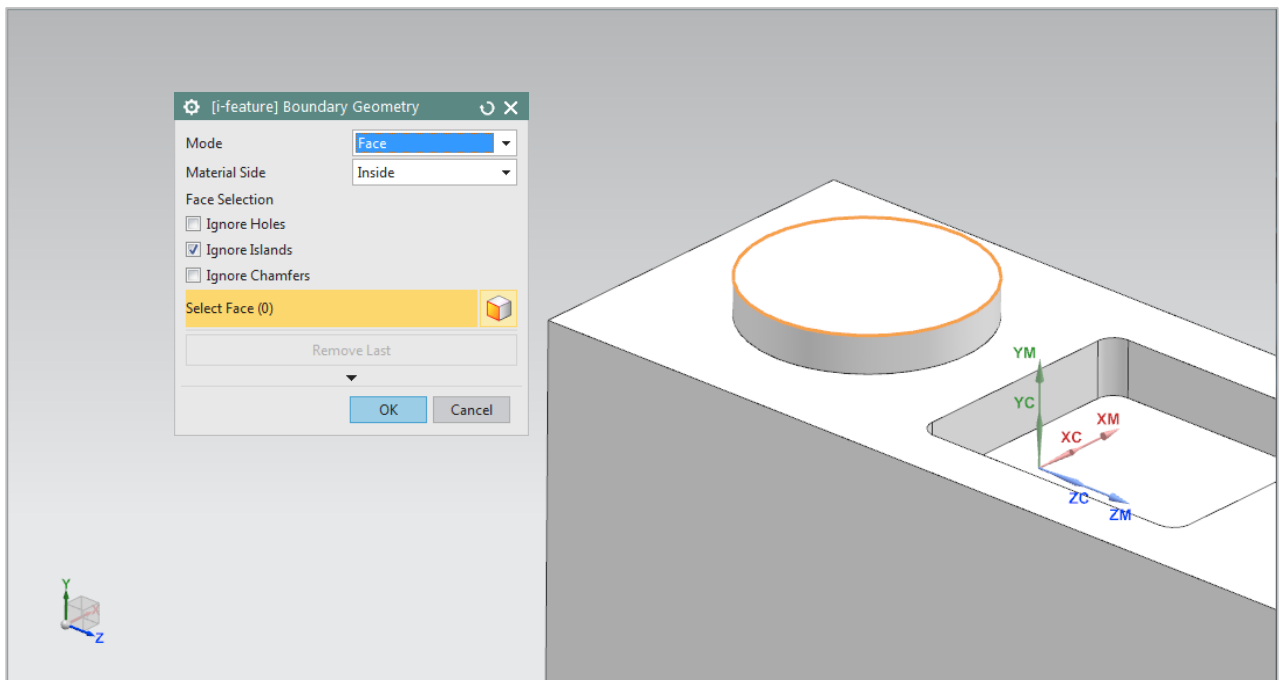 [i-feature] Boundary Geometry
Mode Face
Material Side Inside
Face Selection
Ignore Holes
Ignore Islands
Ignore Chamfers
Select Face (0)
Remove Last
OK Cancel
YM
YC
XM
XC
ZC
ZM
Y
X
Z